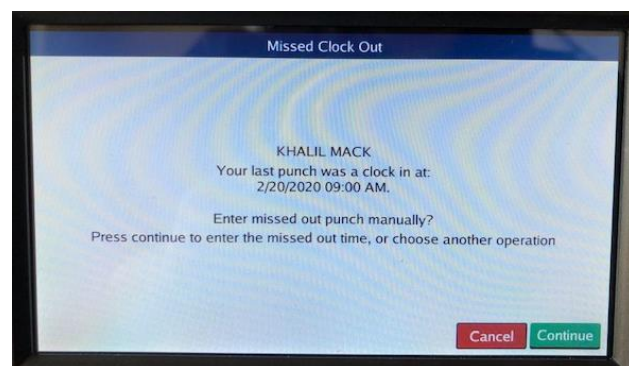 Missed Clock Out
KHALIL MACK
Your last punch was a clock in at:
2/20/2020 09:00 AM.
Enter missed out punch manually?
Press continue to enter the missed out time, or choose another operation
Cancel
Continue